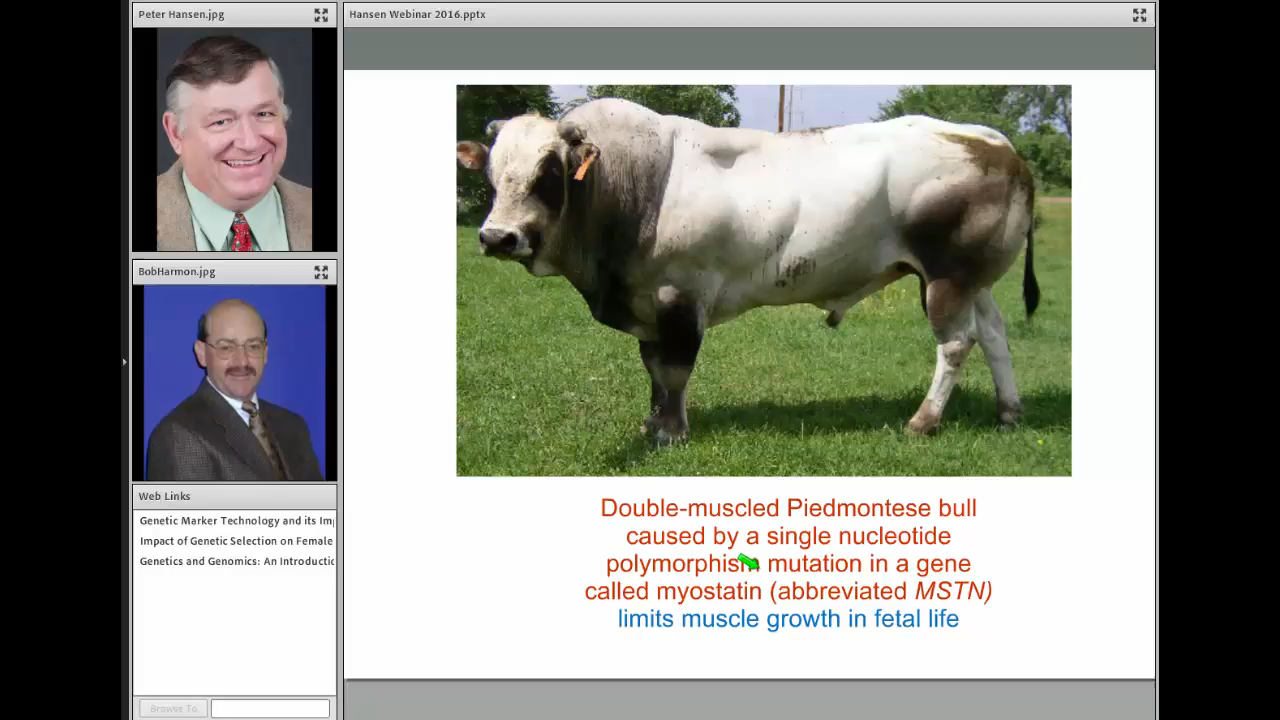 Peter Hansen.jpg
Hansen Webinar 2016.pptx
BobHarmon.jpg
Web Links
Genetic Marker Technology and its Im
Impact of Genetic Selection on Female
Genetics and Genomics: An Introductic
Browse To
Double-muscled Piedmontese bull
caused by a single nucleotide
polymorphism mutation in a gene
called myostatin (abbreviated MSTN)
limits muscle growth in fetal life